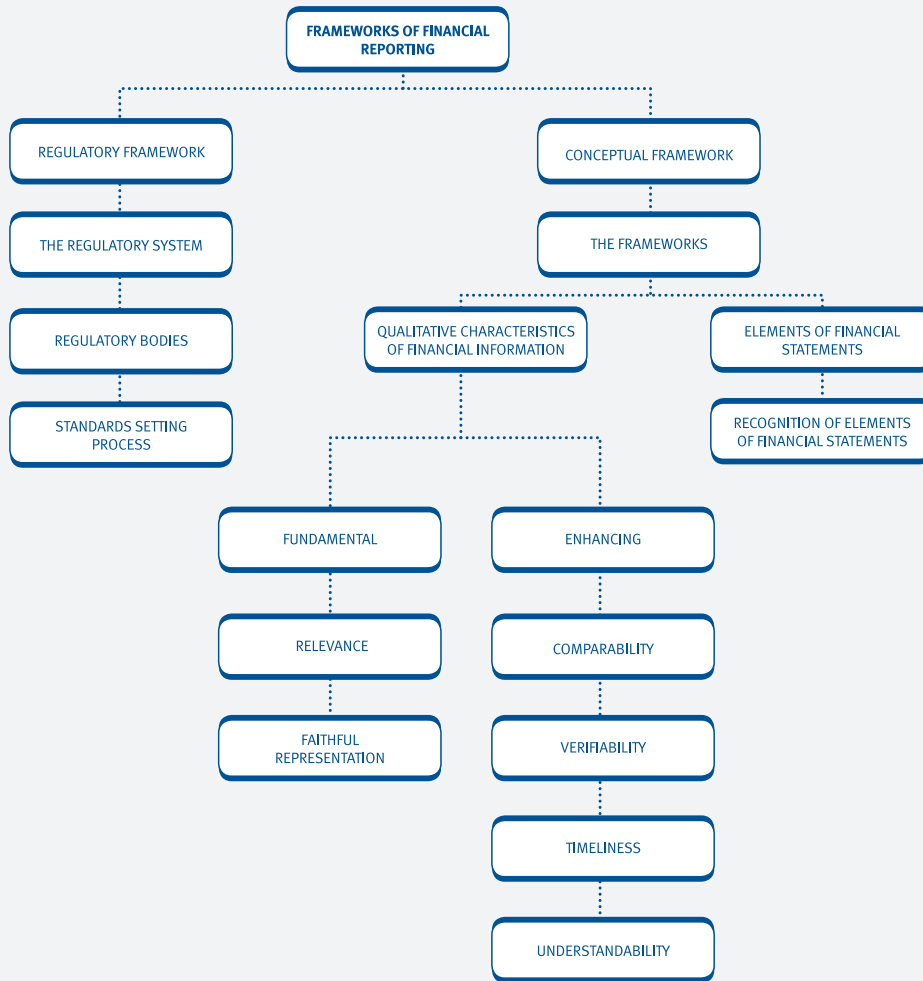 FRAMEWORKS OF FINANCIAL
REPORTING
REGULATORY FRAMEWORK
CONCEPTUAL FRAMEWORK
THE REGULATORY SYSTEM
THE FRAMEWORKS
REGULATORY BODIES
QUALITATIVE CHARACTERISTICS
OF FINANCIAL INFORMATION
ELEMENTS OF FINANCIAL
STATEMENTS
STANDARDS SETTING
PROCESS
RECOGNITION OF ELEMENTS
OF FINANCIAL STATEMENTS
FUNDAMENTAL
ENHANCING
RELEVANCE
COMPARABILITY
FAITHFUL
REPRESENTATION
VERIFIABILITY
TIMELINESS
UNDERSTANDABILITY